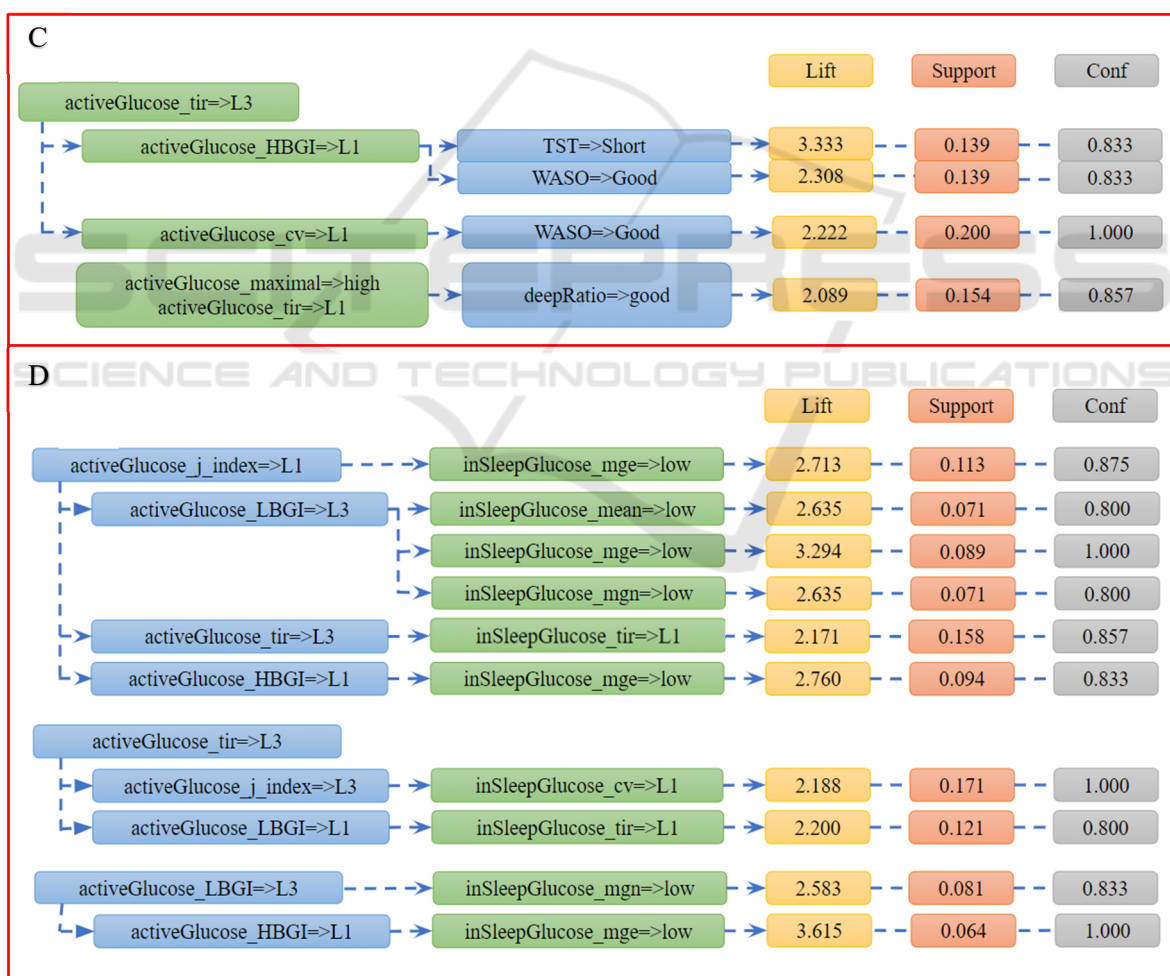 C
Lift Support Conf
activeGlucose_tir=>L3
activeGlucose_HBGI=>L1 TST=>Short 3.333 0.139 0.833
WASO=>Good 2.308 0.139 0.833
activeGlucose_cv=>L1 WASO=>Good 2.222 0.200 1.000
activeGlucose_maximal=>high
activeGlucose_tir=>L1 deepRatio=>good 2.089 0.154 0.857
SCITEPRESS
SCIENCE AND TECHNOLOGY PUBLICATIONS
D
Lift Support Conf
activeGlucose_j_index=>L1 inSleepGlucose_mge=>low 2.713 0.113 0.875
activeGlucose_LBGI=>L3 inSleepGlucose_mean=>low 2.635 0.071 0.800
inSleepGlucose_mge=>low 3.294 0.089 1.000
inSleepGlucose_mgn=>low 2.635 0.071 0.800
activeGlucose_tir=>L3 inSleepGlucose_tir=>L1 2.171 0.158 0.857
activeGlucose_HBGI=>L1 inSleepGlucose_mge=>low 2.760 0.094 0.833
activeGlucose_tir=>L3
activeGlucose_j_index=>L3 inSleepGlucose_cv=>L1 2.188 0.171 1.000
activeGlucose_LBGI=>L1 inSleepGlucose_tir=>L1 2.200 0.121 0.800
activeGlucose_LBGI=>L3 inSleepGlucose_mgn=>low 2.583 0.081 0.833
activeGlucose_HBGI=>L1 inSleepGlucose_mge=>low 3.615 0.064 1.000